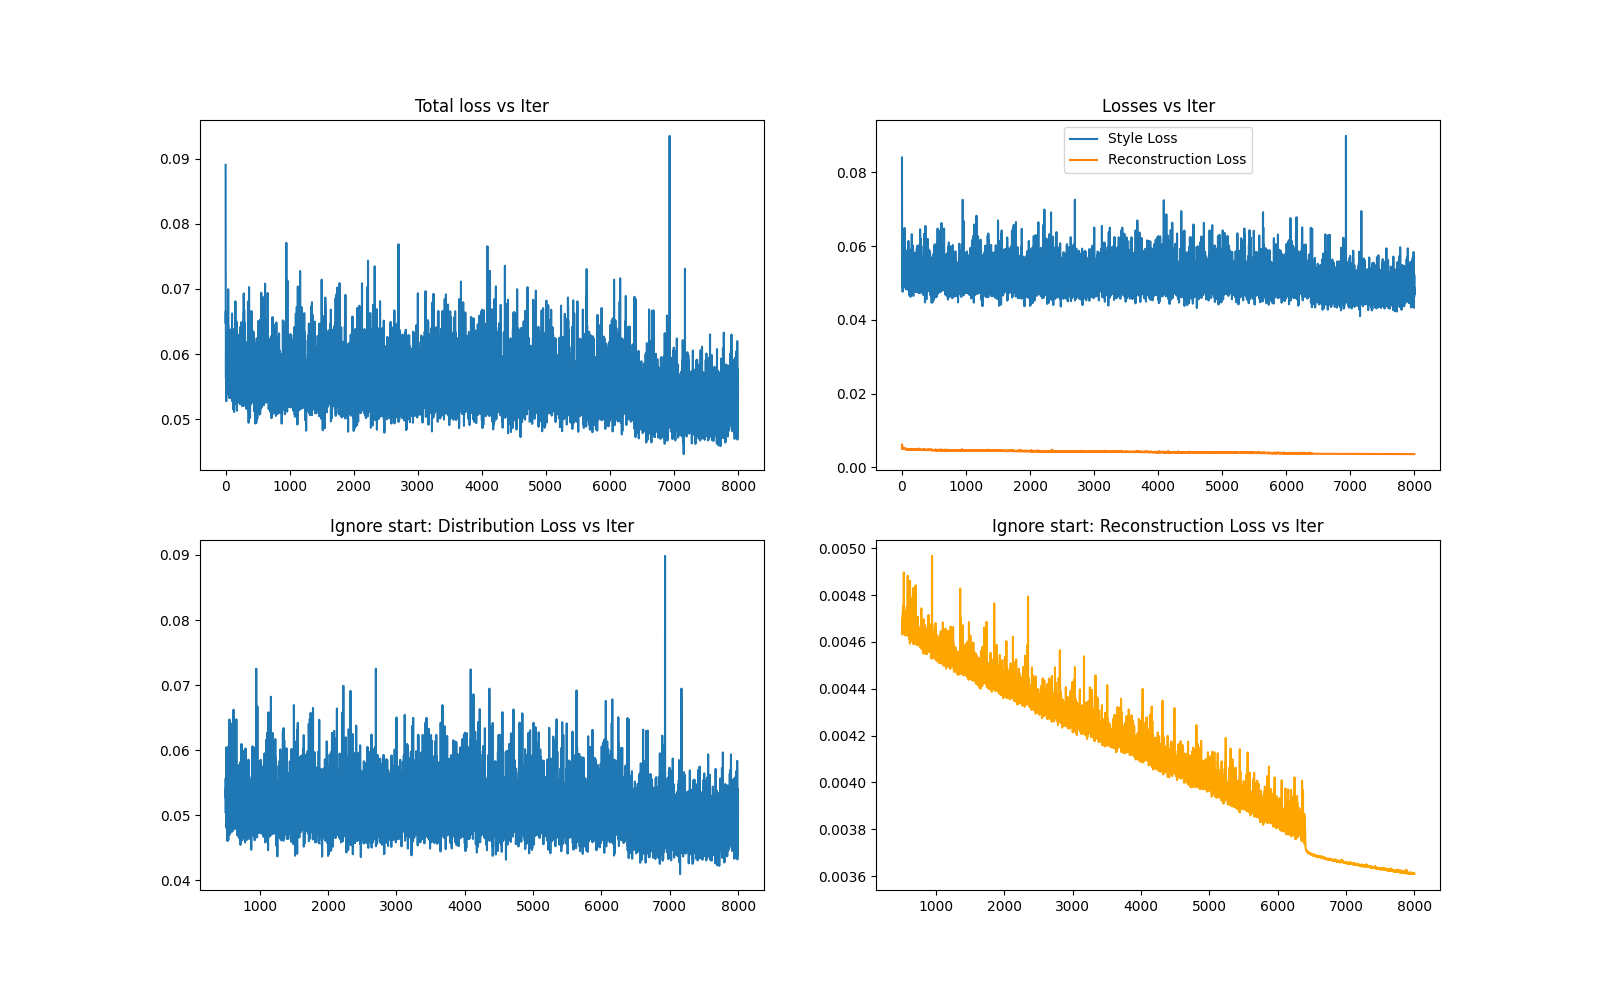 Total loss vs Iter
0.09
0.08
0.07
0.06
0.05
0 1000 2000 3000 4000 5000 6000 7000 8000
Losses vs Iter
Style Loss
Reconstruction Loss
0.08
0.06
0.04
0.02
0.00
0 1000 2000 3000 4000 5000 6000 7000 8000
Ignore start: Distribution Loss vs Iter
0.09
0.08
0.07
0.06
0.05
0.04
1000 2000 3000 4000 5000 6000 7000 8000
Ignore start: Reconstruction Loss vs Iter
0.0050
0.0048
0.0046
0.0044
0.0042
0.0040
0.0038
0.0036
1000 2000 3000 4000 5000 6000 7000 8000